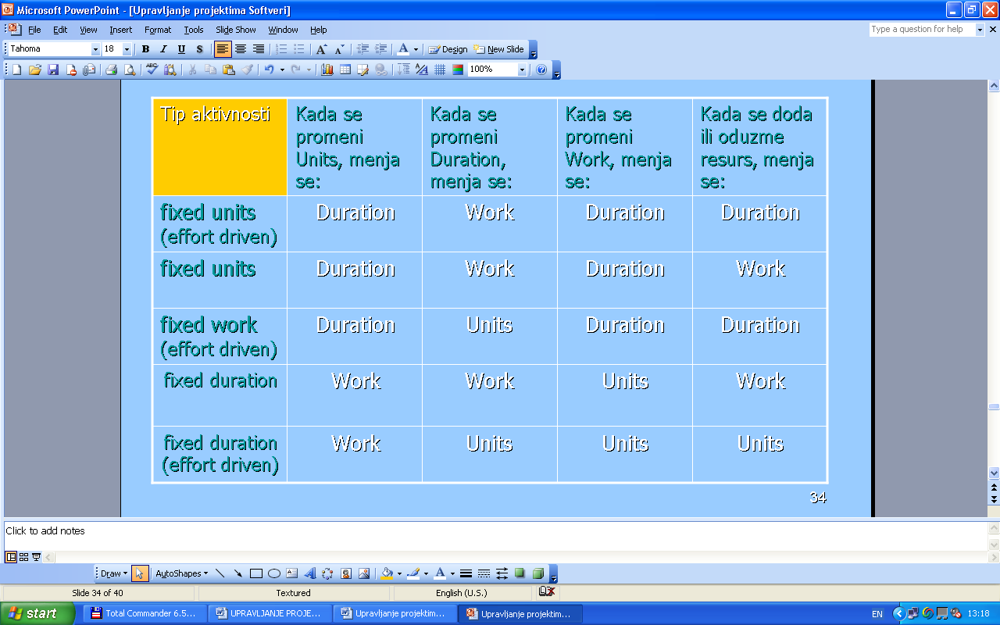 Microsoft PowerPoint - [Upravljanje projektima Softveri]
File Edit View Insert Format Tools Slide Show Window Help
Type a question for help
Tahoma 18 B I U S Design New Slide
100%
Tip aktivnosti
Kada se
promeni
Units, menja
se:
Kada se
promeni
Duration,
menja se:
Kada se
promeni
Work, menja
se:
Kada se doda
ili oduzme
resurs, menja
se:
fixed units
(effort driven)
Duration Work Duration Duration
fixed units
Duration Work Duration Work
fixed work
(effort driven)
Duration Units Duration Duration
fixed duration
Work Work Units Work
fixed duration
(effort driven)
Work Units Units Units
34
Click to add notes
Draw AutoShapes
Slide 34 of 40 Textured English (U.S.)
start Total Commander 6.5... UPRAVLJANJE PROJE... Upravljanje projektim... Upravljanje projektim... EN 13:18